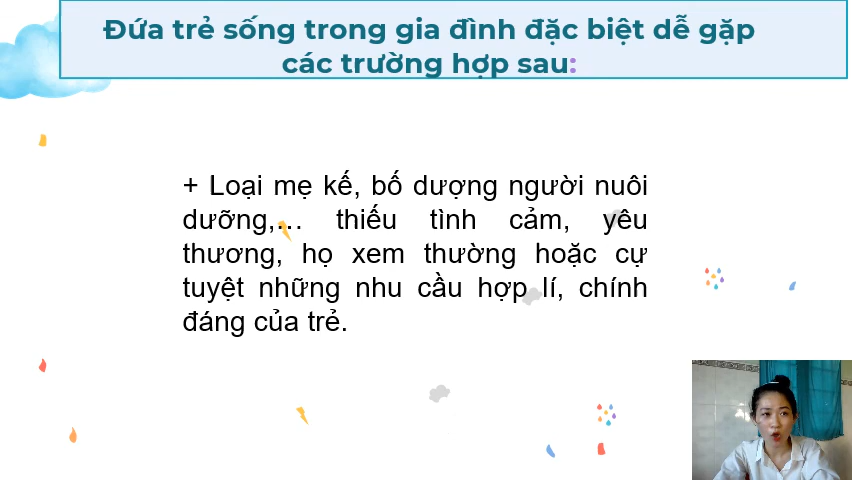 Đứa trẻ sống trong gia đình đặc biệt dễ gặp
các trường hợp sau:
+ Loại mẹ kế, bố dượng người nuôi
dưỡng,... thiếu tình cảm, yêu
thương, họ xem thường hoặc cự
tuyệt những nhu cầu hợp lí, chính
đáng của trẻ.